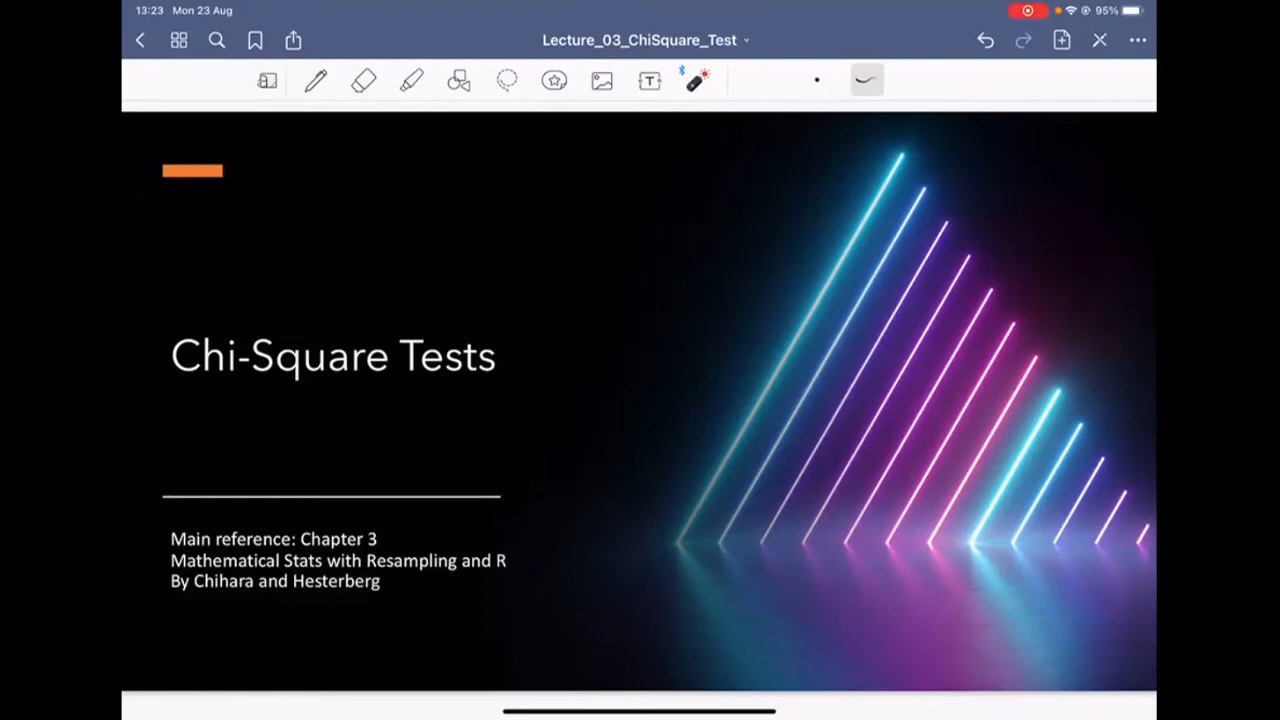 13:23 Mon 23 Aug
95%
Lecture_03_ChiSquare_Test
T
Chi-Square Tests
Main reference: Chapter 3
Mathematical Stats with Resampling and R
By Chihara and Hesterberg